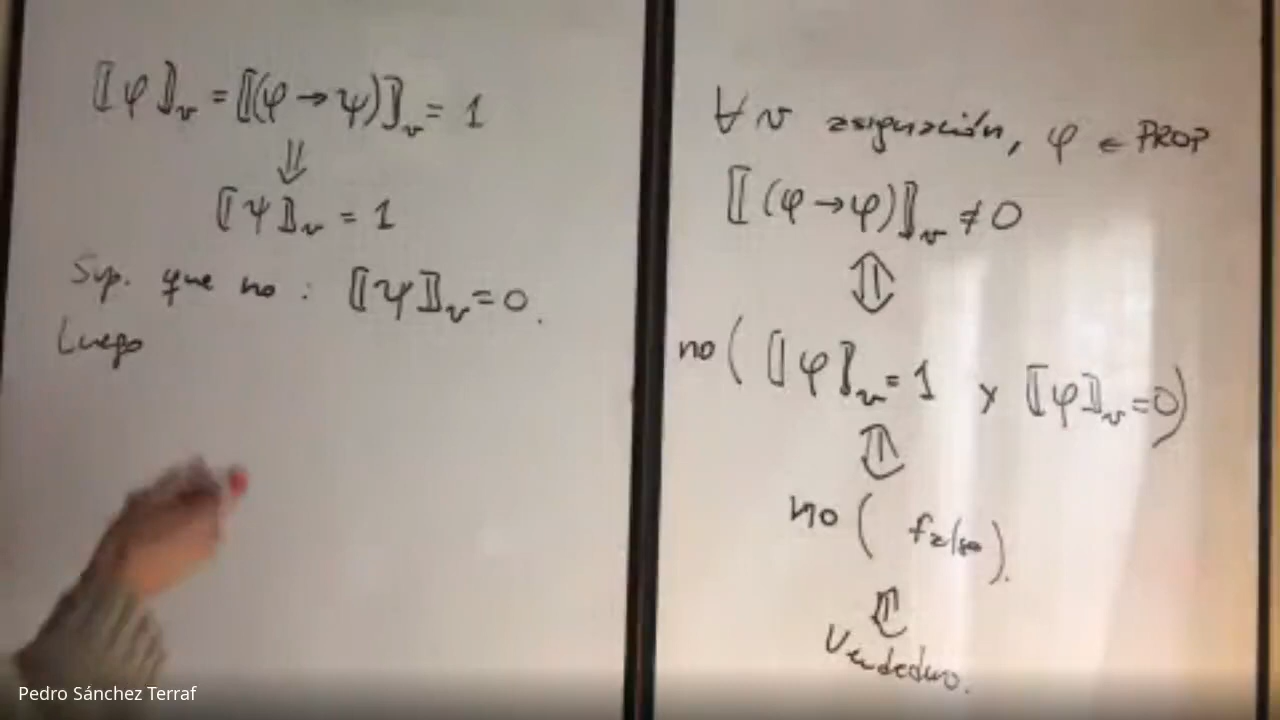 ⟦φ⟧ᵥ = ⟦(φ → ψ)⟧ᵥ = 1
⇓
⟦ψ⟧ᵥ = 1
Sup. que no : ⟦ψ⟧ᵥ = 0.
Luego
∀ v asignación, φ ∈ PROP
⟦(φ → φ)⟧ᵥ ≠ 0
⇕
no ( ⟦φ⟧ᵥ = 1 y ⟦φ⟧ᵥ = 0)
⇕
no ( falso).
⇕
Verdadero.
Pedro Sánchez Terraf